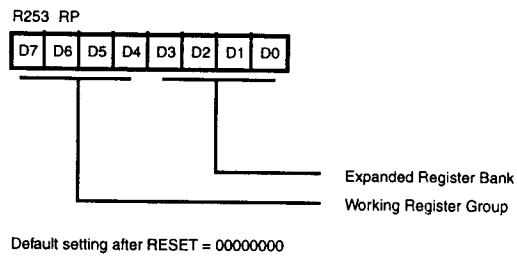 R253 RP
D7 D6 D5 D4 D3 D2 D1 D0
Expanded Register Bank
Working Register Group
Default setting after RESET = 00000000